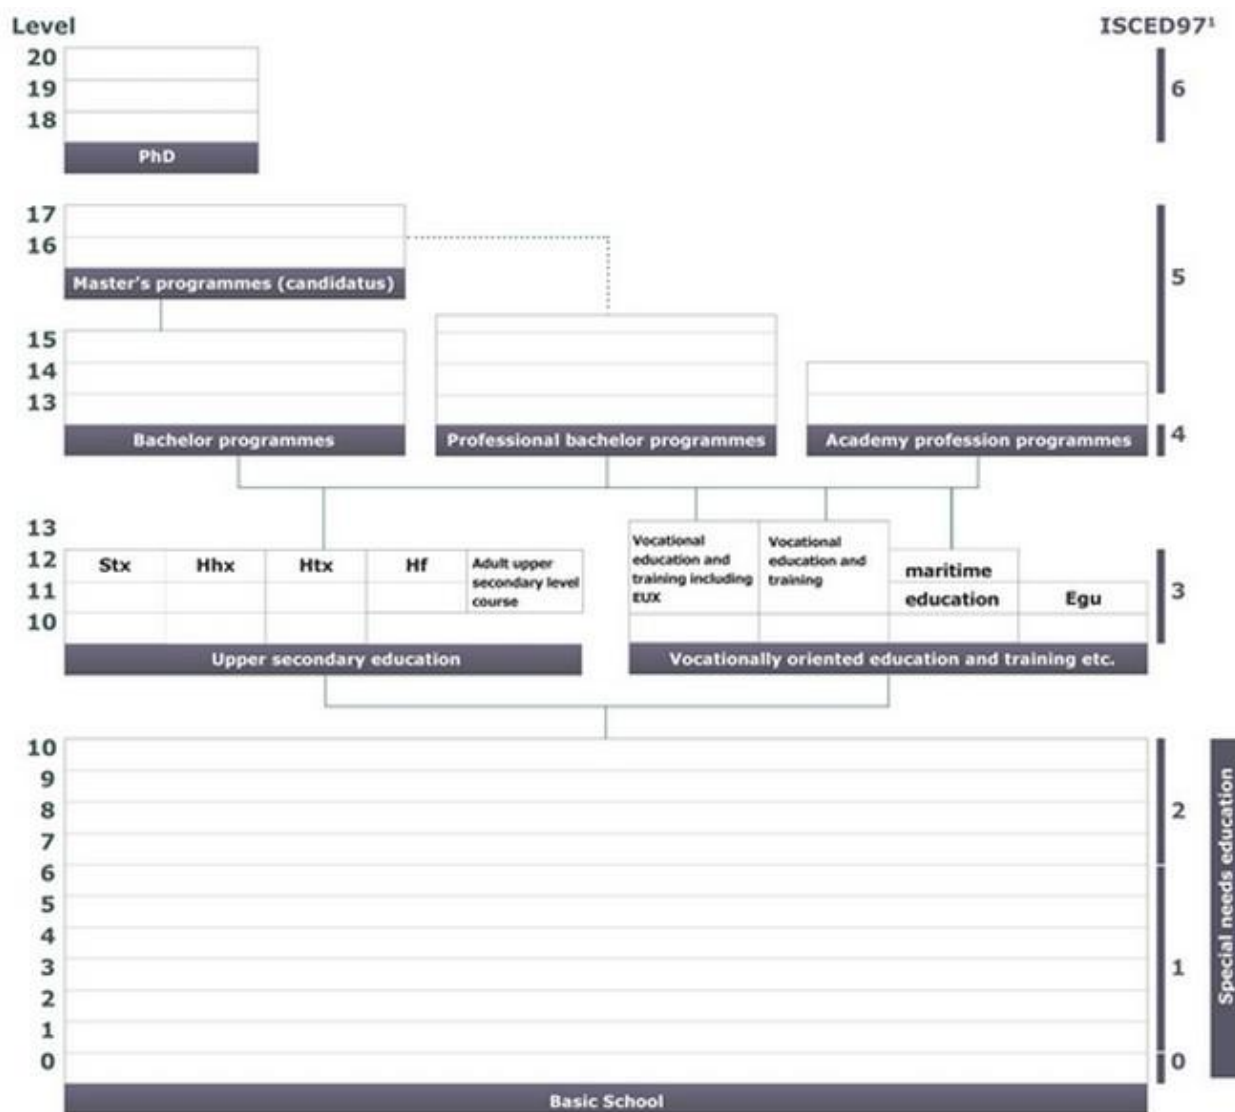 Level
ISCED97¹
20
19
18
PhD
6
17
16
Master's programmes (candidatus)
5
15
14
13
Bachelor programmes
Professional bachelor programmes
Academy profession programmes
4
13
12
11
10
Stx
Hhx
Htx
Hf
Adult upper
secondary level
course
Vocational
education and
training including
EUX
Vocational
education and
training
maritime
education
Egu
3
Upper secondary education
Vocationally oriented education and training etc.
10
9
8
7
6
5
4
3
2
1
0
2
1
0
Special needs education
Basic School